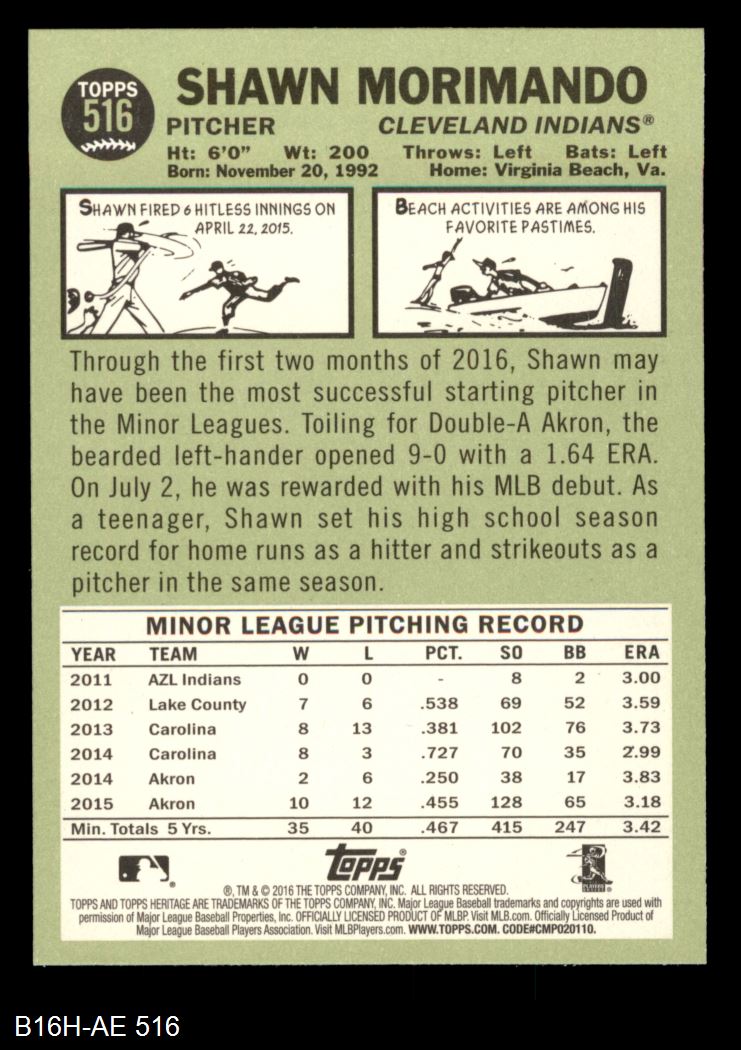 TOPPS
516
SHAWN MORIMANDO
PITCHER CLEVELAND INDIANS®
Ht: 6'0" Wt: 200 Throws: Left Bats: Left
Born: November 20, 1992 Home: Virginia Beach, Va.
SHAWN FIRED 6 HITLESS INNINGS ON
APRIL 22, 2015.
BEACH ACTIVITIES ARE AMONG HIS
FAVORITE PASTIMES.
Through the first two months of 2016, Shawn may
have been the most successful starting pitcher in
the Minor Leagues. Toiling for Double-A Akron, the
bearded left-hander opened 9-0 with a 1.64 ERA.
On July 2, he was rewarded with his MLB debut. As
a teenager, Shawn set his high school season
record for home runs as a hitter and strikeouts as a
pitcher in the same season.
MINOR LEAGUE PITCHING RECORD
YEAR TEAM W L PCT. SO BB ERA
2011 AZL Indians 0 0 - 8 2 3.00
2012 Lake County 7 6 .538 69 52 3.59
2013 Carolina 8 13 .381 102 76 3.73
2014 Carolina 8 3 .727 70 35 2.99
2014 Akron 2 6 .250 38 17 3.83
2015 Akron 10 12 .455 128 65 3.18
Min. Totals 5 Yrs. 35 40 .467 415 247 3.42
Topps®
®, TM & © 2016 THE TOPPS COMPANY, INC. ALL RIGHTS RESERVED.
TOPPS AND TOPPS HERITAGE ARE TRADEMARKS OF THE TOPPS COMPANY, INC. Major League Baseball trademarks and copyrights are used with
permission of Major League Baseball Properties, Inc. OFFICIALLY LICENSED PRODUCT OF MLBP. Visit MLB.com. Officially Licensed Product of
Major League Baseball Players Association. Visit MLBPlayers.com. WWW.TOPPS.COM. CODE#CMP020110.
B16H-AE 516